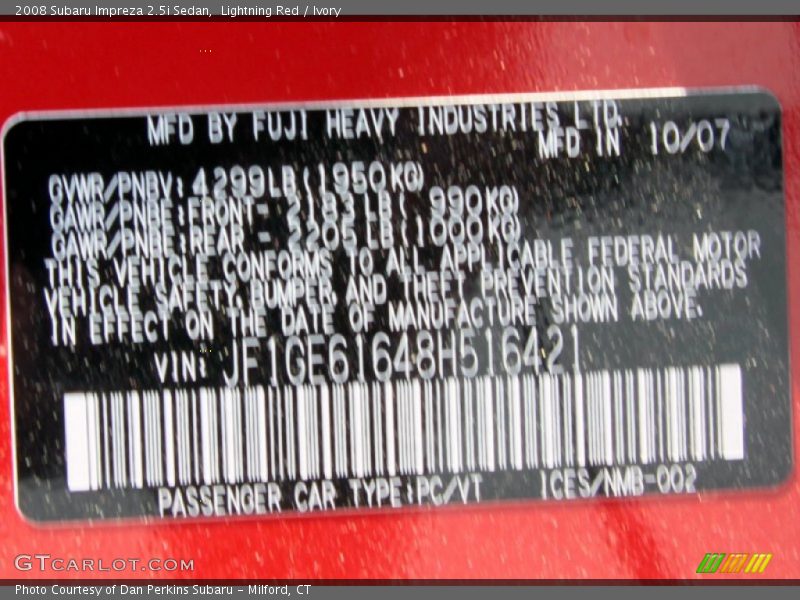 2008 Subaru Impreza 2.5i Sedan,  Lightning Red / Ivory
MFD BY FUJI HEAVY INDUSTRIES LTD.
MFD IN 10/07
GVWR/PNBV: 4299LB(1950KG)
GAWR/PNBE:FRONT- 2183LB( 990KG)
GAWR/PNBE:REAR - 2205LB(1000KG)
THIS VEHICLE CONFORMS TO ALL APPLICABLE FEDERAL MOTOR
VEHICLE SAFETY,BUMPER,AND THEFT PREVENTION STANDARDS
IN EFFECT ON THE DATE OF MANUFACTURE SHOWN ABOVE.
VIN: JF1GE61648H516421
PASSENGER CAR TYPE:PC/VT ICES/NMB-002
GTCARLOT.COM
Photo Courtesy of Dan Perkins Subaru – Milford, CT